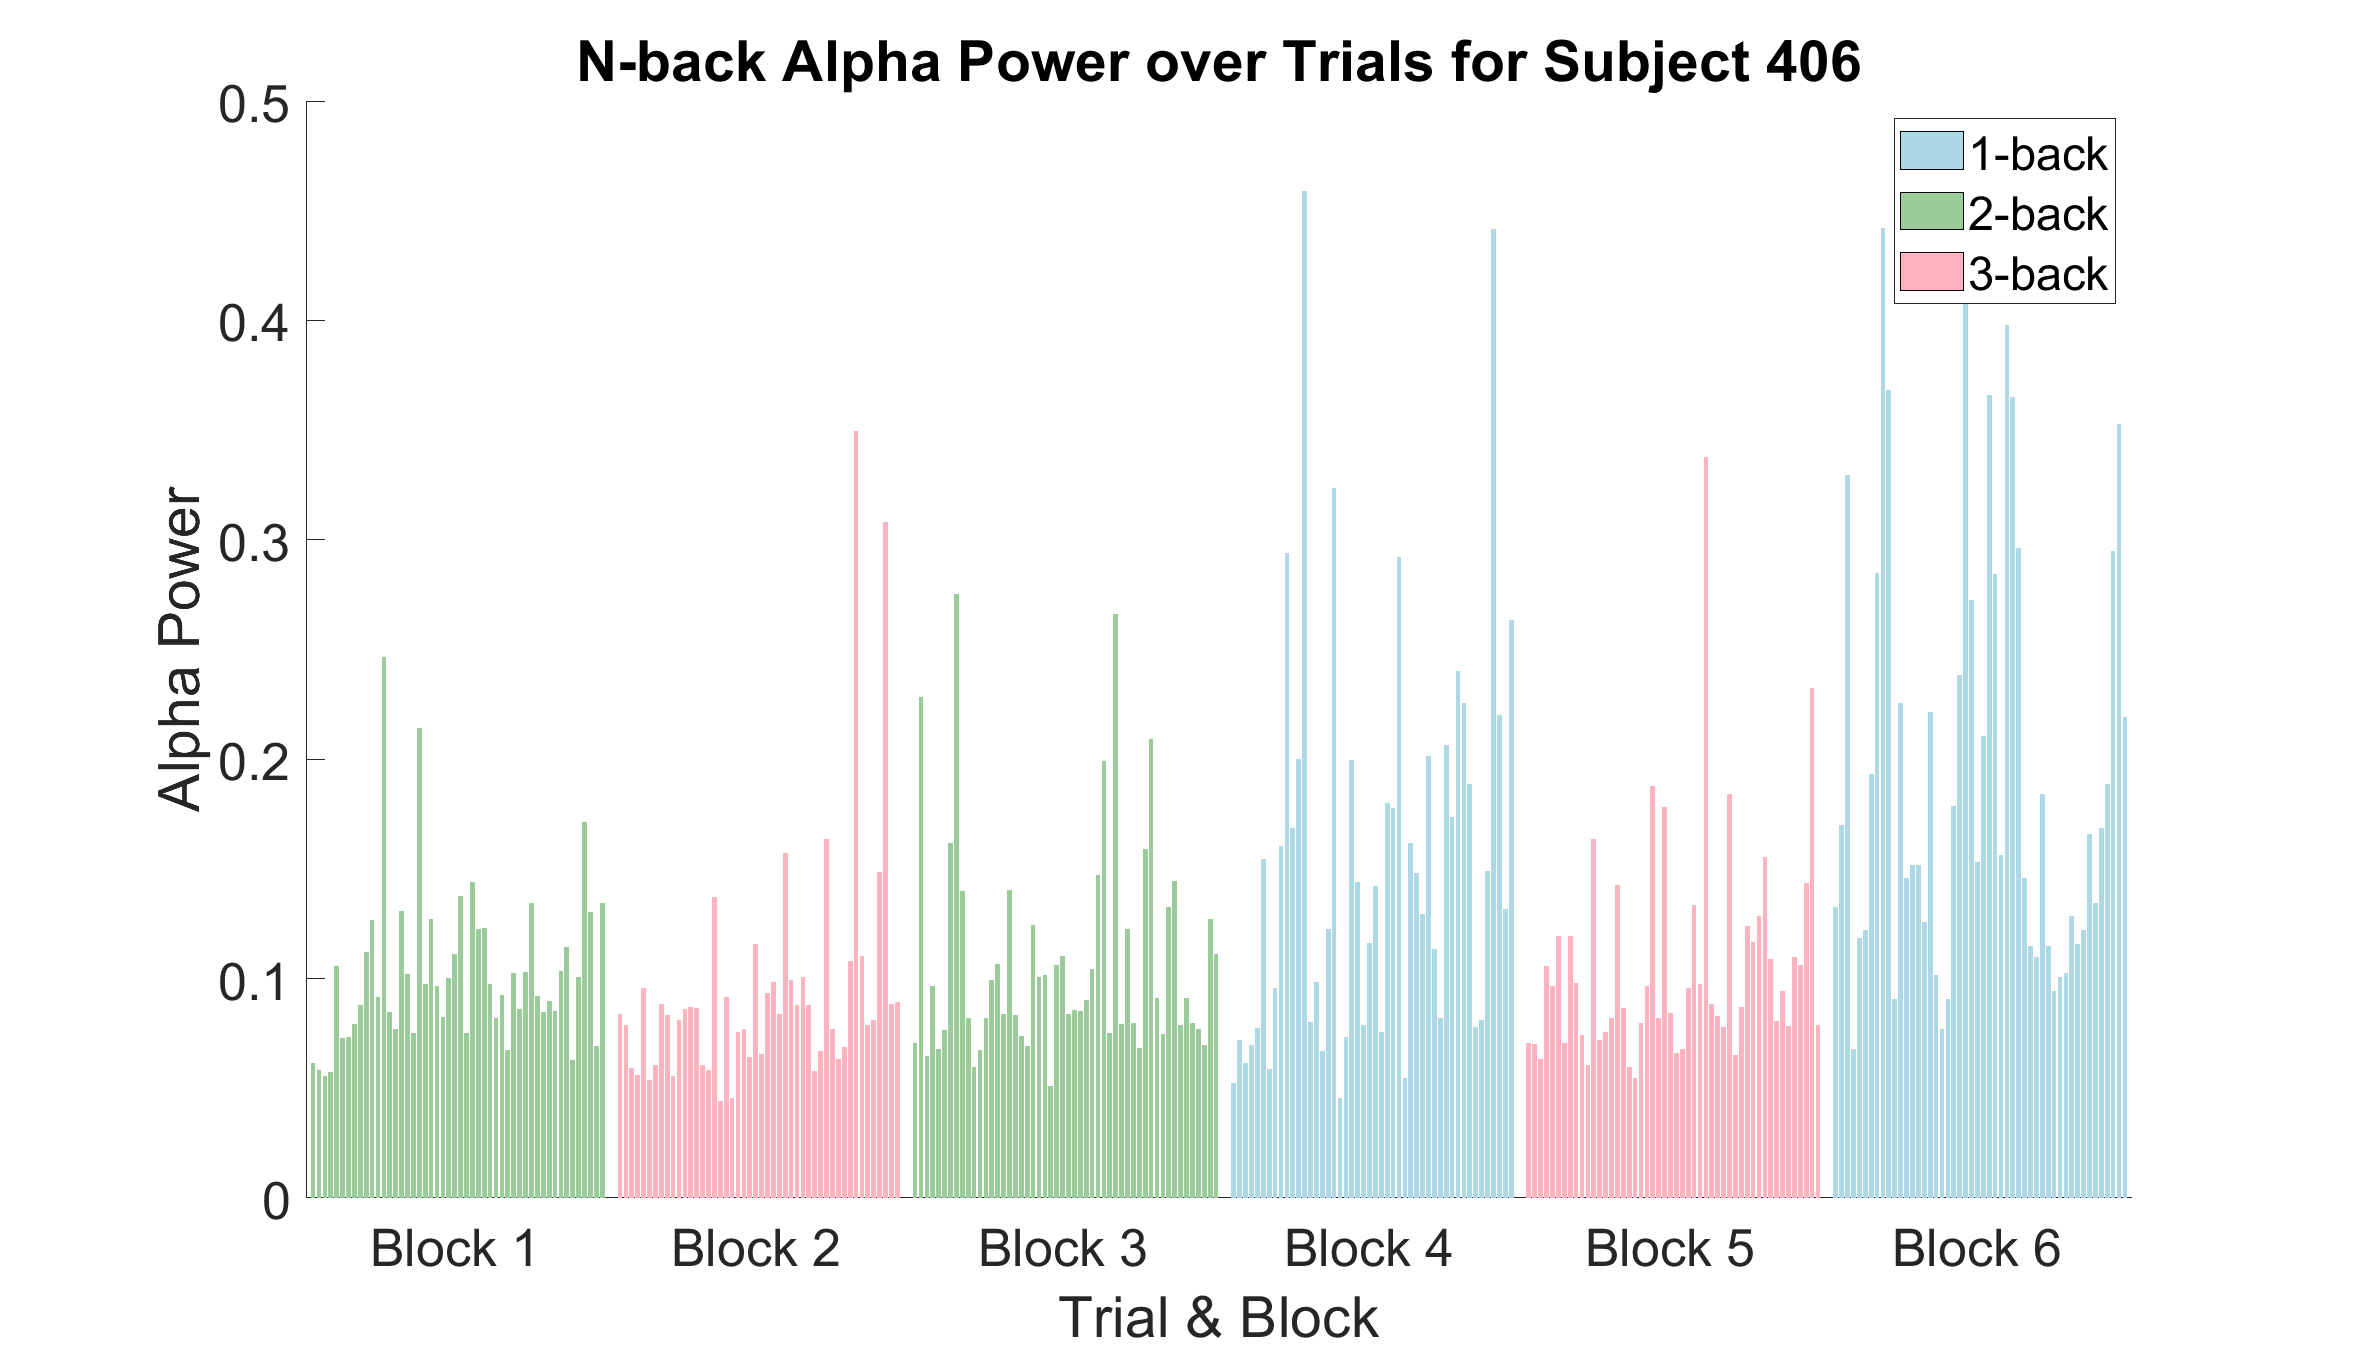 N-back Alpha Power over Trials for Subject 406
0.5
0.4
0.3
0.2
0.1
0
Alpha Power
1-back
2-back
3-back
Block 1
Block 2
Block 3
Block 4
Block 5
Block 6
Trial & Block